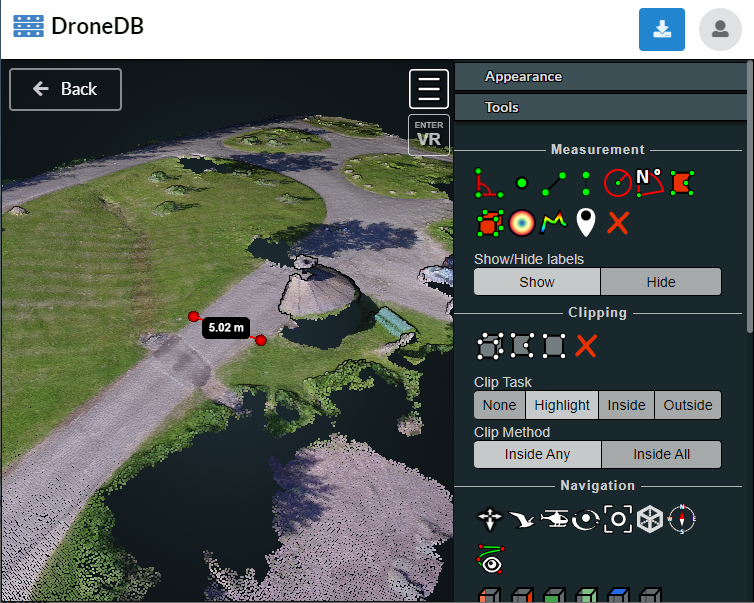 DroneDB
Back
ENTER
VR
5.02 m
Appearance
Tools
Measurement
N °
Show/Hide labels
Show Hide
Clipping
Clip Task
None Highlight Inside Outside
Clip Method
Inside Any Inside All
Navigation
N
W E
S